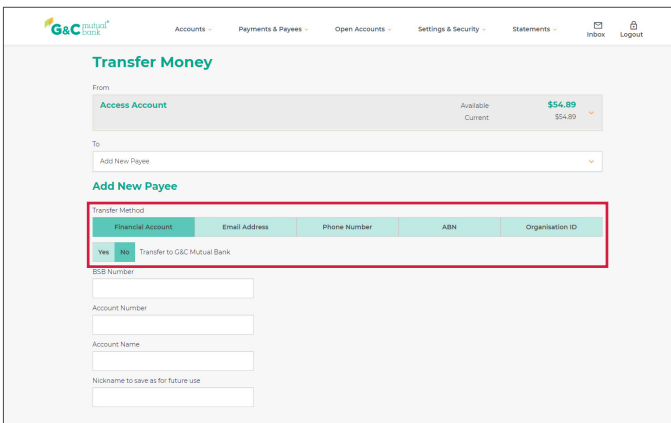 G&C mutual bank
Accounts Payments & Payees Open Accounts Settings & Security Statements Inbox Logout
Transfer Money
From
Access Account Available $54.89
Current $54.89
To
Add New Payee
Add New Payee
Transfer Method
Financial Account Email Address Phone Number ABN Organisation ID
Yes No Transfer to G&C Mutual Bank
BSB Number
Account Number
Account Name
Nickname to save as for future use